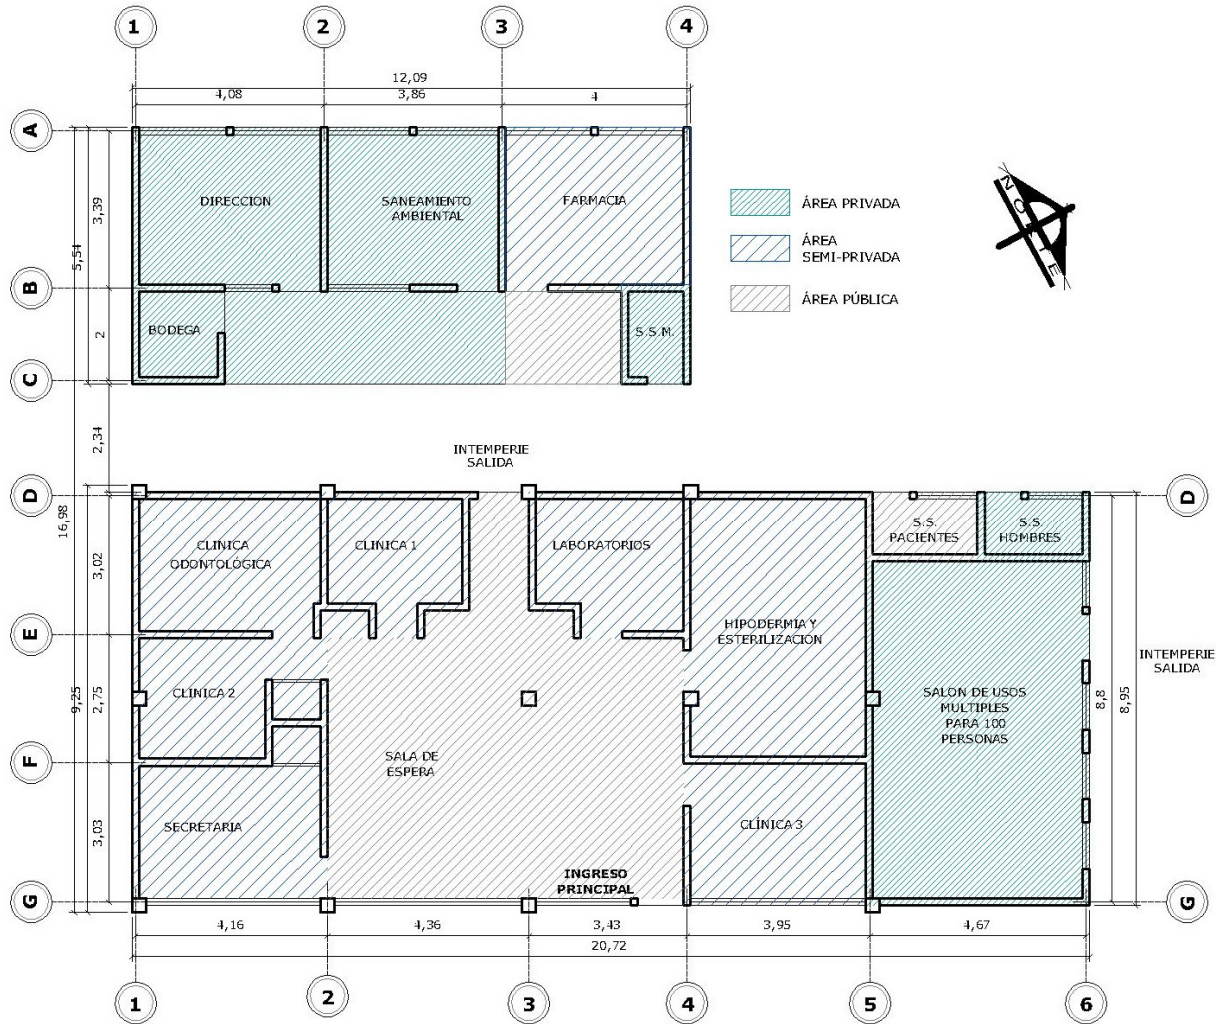 1 2 3 4
12,09
4,08 3,86 4
A
DIRECCION
SANEAMIENTO
AMBIENTAL
FARMACIA
3,39
5,54
NORTE
ÁREA PRIVADA
ÁREA
SEMI-PRIVADA
ÁREA PÚBLICA
B
BODEGA
S.S.M.
2
C
2,34
INTEMPERIE
SALIDA
D
D
16,98
CLINICA
ODONTOLÓGICA
CLINICA 1
LABORATORIOS
S.S.
PACIENTES
S.S
HOMBRES
3,02
E
HIPODERMIA Y
ESTERILIZACION
INTEMPERIE
SALIDA
CLINICA 2
SALON DE USOS
MULTIPLES
PARA 100
PERSONAS
9,25
2,75
8,8
8,95
F
SALA DE
ESPERA
SECRETARIA
CLÍNICA 3
3,03
INGRESO
PRINCIPAL
G
G
4,16 4,36 3,43 3,95 4,67
20,72
1 2 3 4 5 6